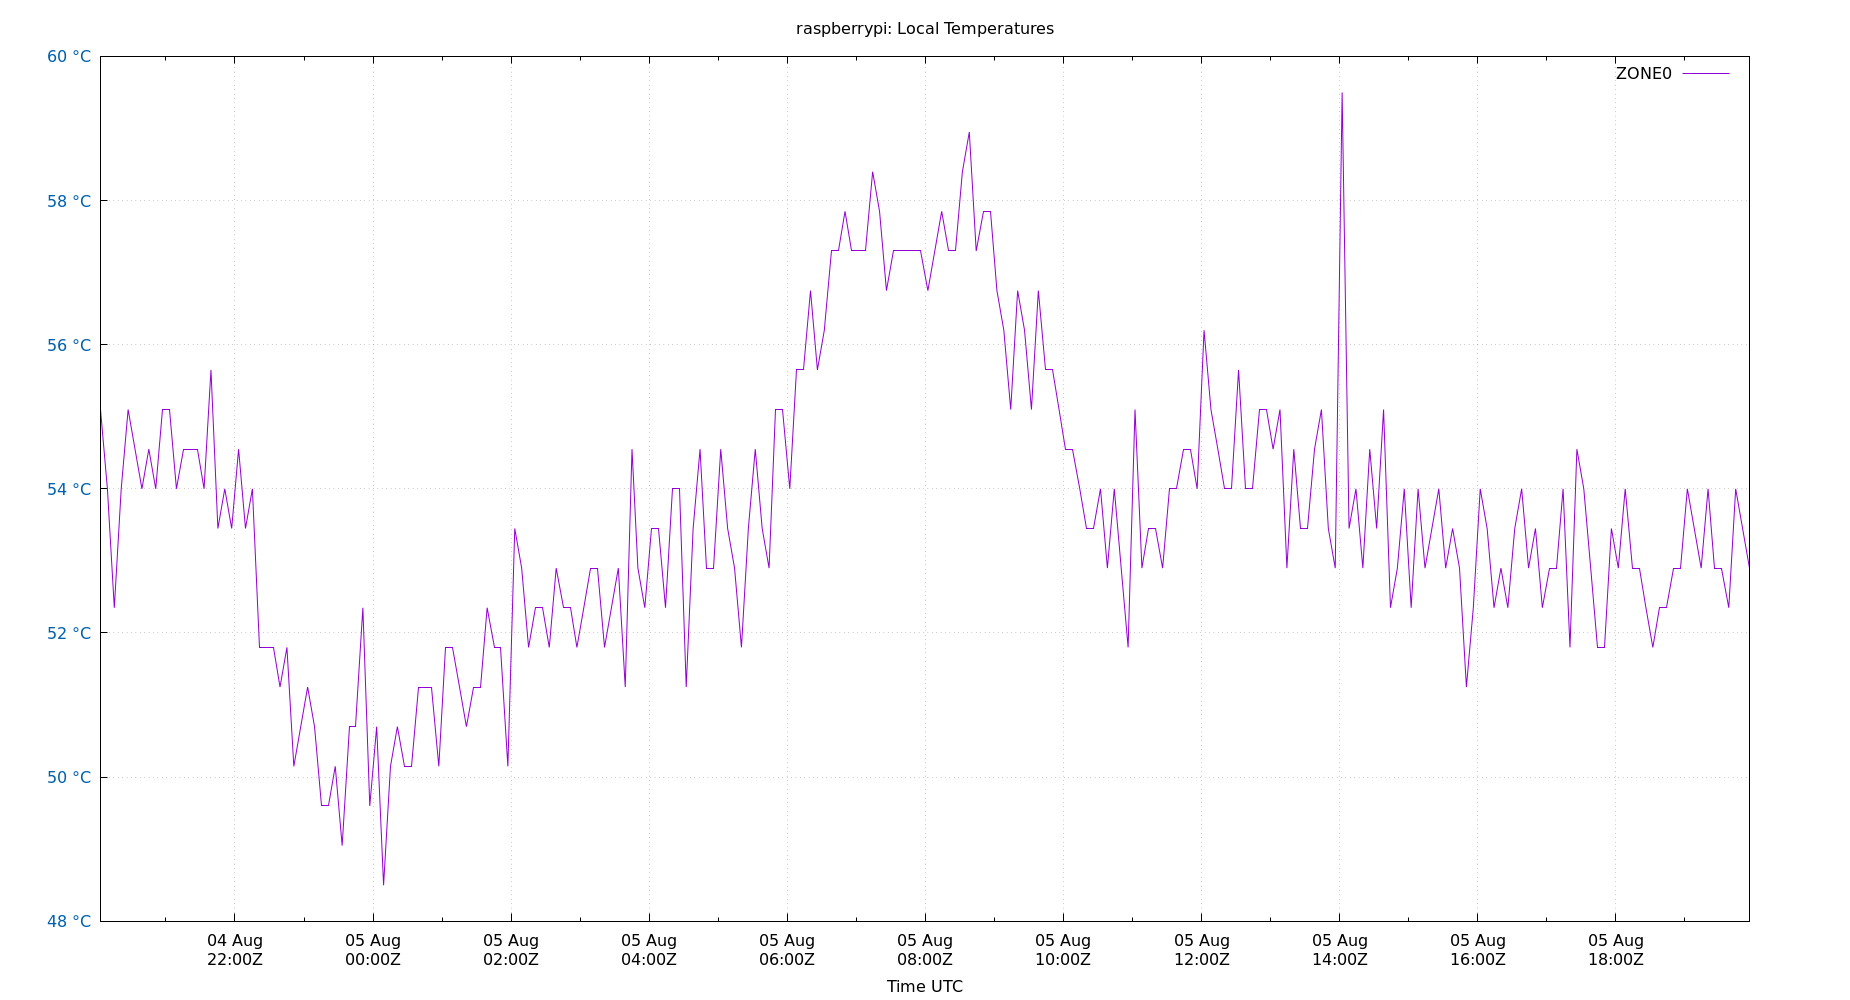 raspberrypi: Local Temperatures
60 °C
ZONE0
58 °C
56 °C
54 °C
52 °C
50 °C
48 °C
04 Aug
22:00Z
05 Aug
00:00Z
05 Aug
02:00Z
05 Aug
04:00Z
05 Aug
06:00Z
05 Aug
08:00Z
05 Aug
10:00Z
05 Aug
12:00Z
05 Aug
14:00Z
05 Aug
16:00Z
05 Aug
18:00Z
Time UTC